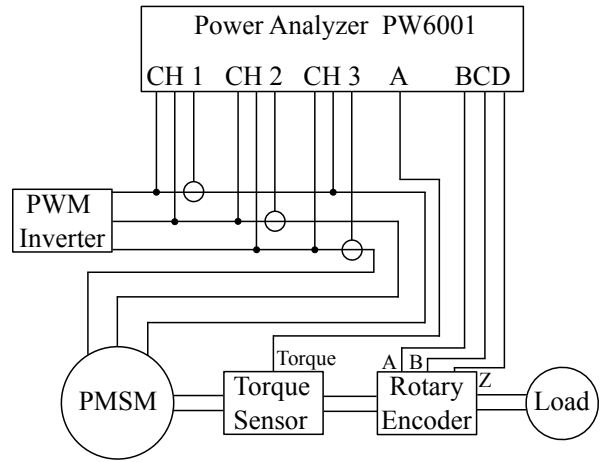 Power Analyzer PW6001
CH 1 CH 2 CH 3 A BCD
PWM
Inverter
Torque
A B
Z
PMSM
Torque
Sensor
Rotary
Encoder
Load